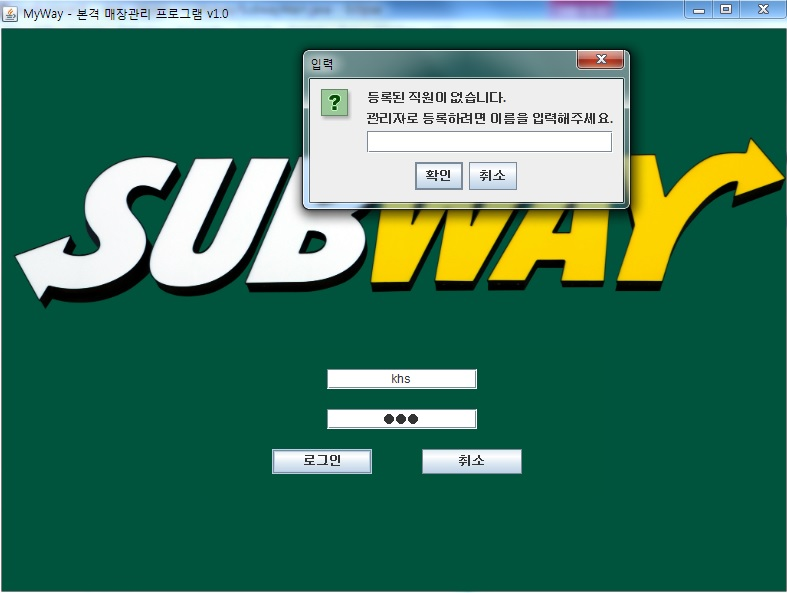 MyWay - 본격 매장관리 프로그램 v1.0
입력
등록된 직원이 없습니다.
관리자로 등록하려면 이름을 입력해주세요.
확인 취소
SUBWAY
khs
로그인 취소